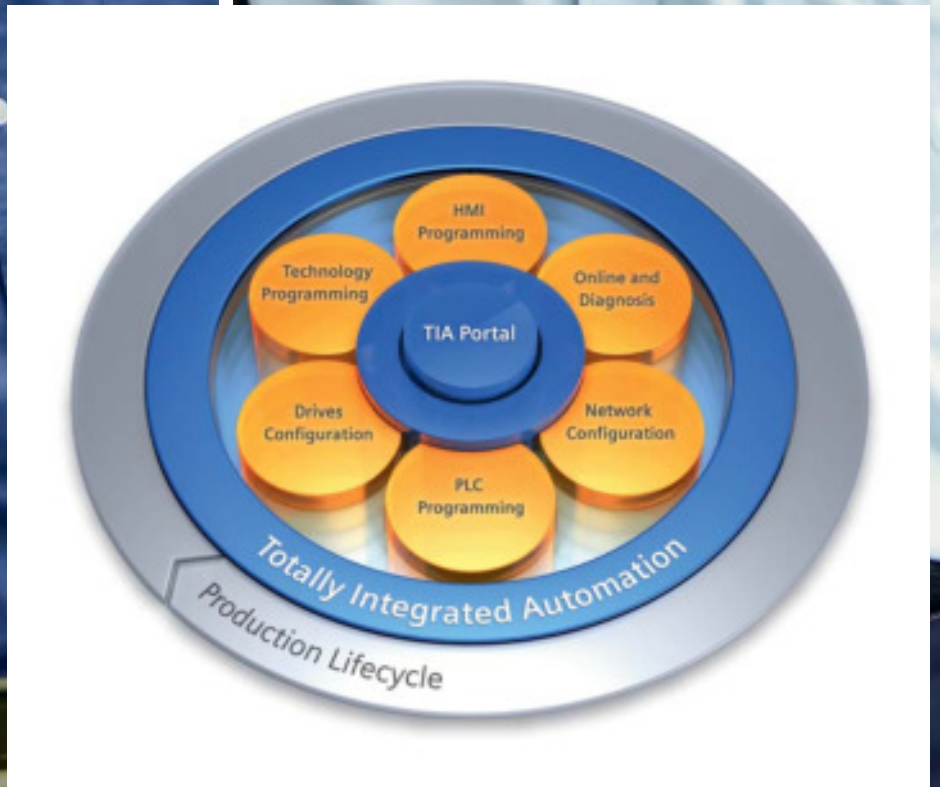 HMI
Programming
Technology
Programming
Online and
Diagnosis
TIA Portal
Drives
Configuration
Network
Configuration
PLC
Programming
Totally Integrated Automation
Production Lifecycle